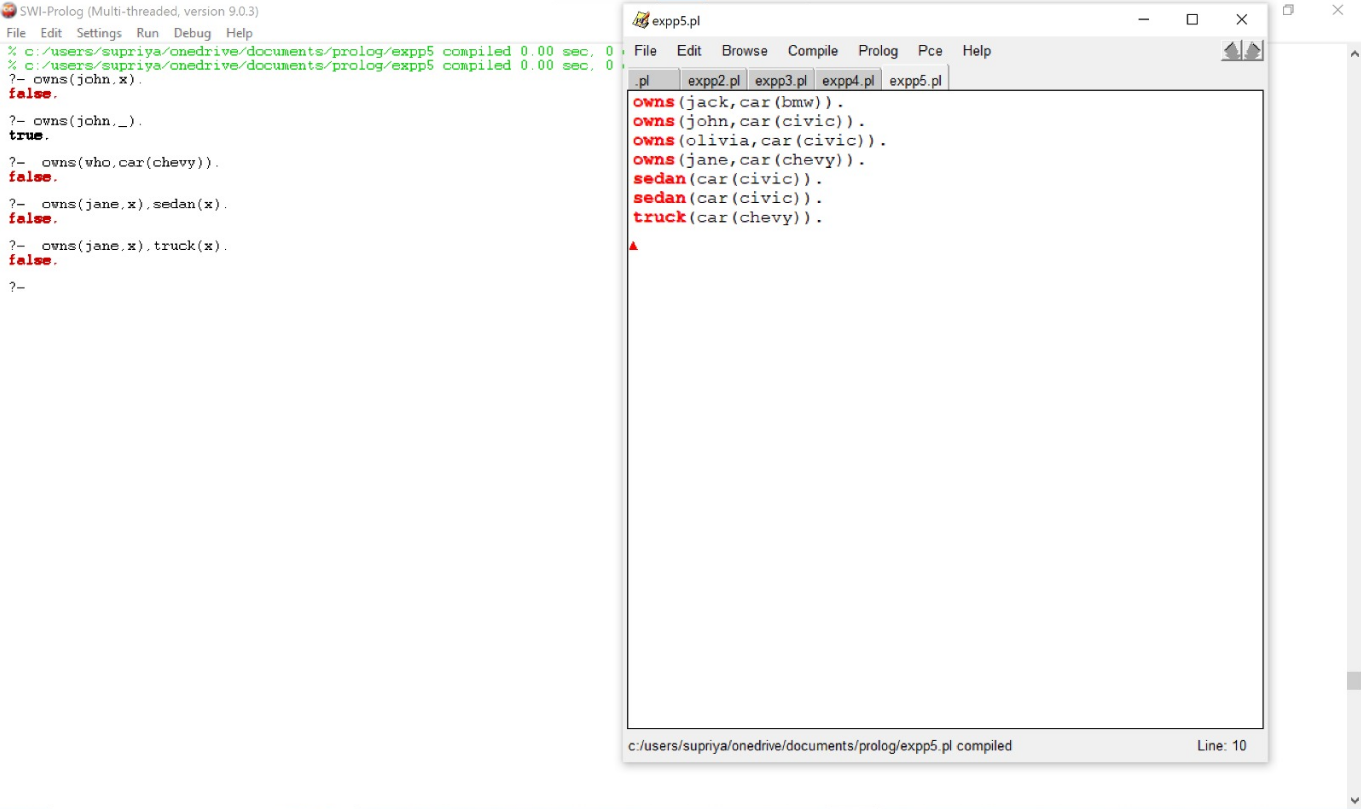 SWI-Prolog (Multi-threaded, version 9.0.3)
File Edit Settings Run Debug Help
% c:/users/supriya/onedrive/documents/prolog/expp5 compiled 0.00 sec, 0
% c:/users/supriya/onedrive/documents/prolog/expp5 compiled 0.00 sec, 0
?- owns(john,x).
false.
?- owns(john,_).
true.
?- owns(who,car(chevy)).
false.
?- owns(jane,x),sedan(x).
false.
?- owns(jane,x),truck(x).
false.
?-
expp5.pl
File Edit Browse Compile Prolog Pce Help
.pl expp2.pl expp3.pl expp4.pl expp5.pl
owns(jack,car(bmw)).
owns(john,car(civic)).
owns(olivia,car(civic)).
owns(jane,car(chevy)).
sedan(car(civic)).
sedan(car(civic)).
truck(car(chevy)).
c:/users/supriya/onedrive/documents/prolog/expp5.pl compiled Line: 10